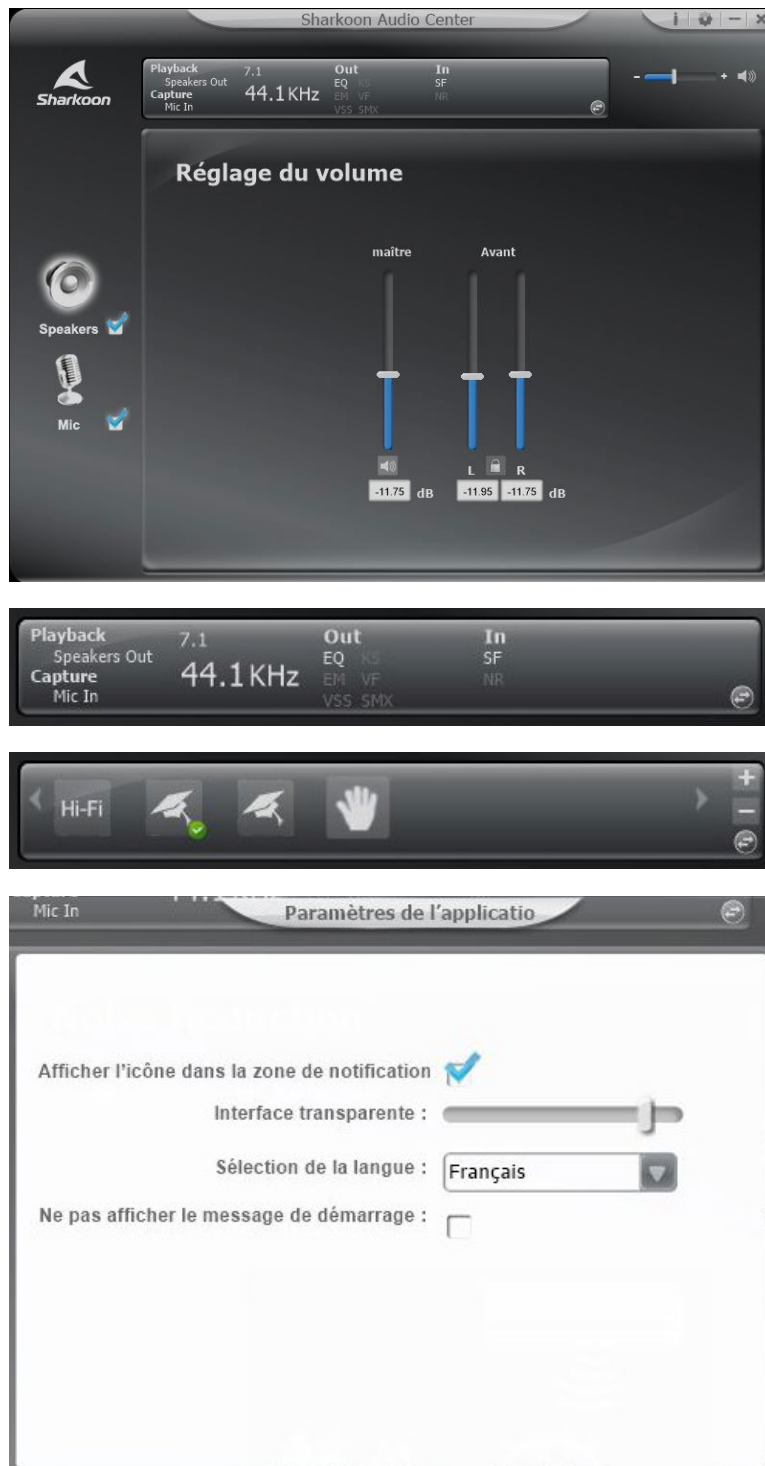 Sharkoon Audio Center
i
Sharkoon
Playback 7.1 Out In
Speakers Out EQ KS SF
Capture 44.1 KHz EM VF NR
Mic In VSS SMX
- +
Réglage du volume
maître Avant
Speakers
Mic
L R
-11.75 dB -11.95 -11.75 dB
Playback 7.1 Out In
Speakers Out EQ KS SF
Capture 44.1 KHz EM VF NR
Mic In VSS SMX
Hi-Fi
Mic In
Paramètres de l'applicatio
Afficher l'icône dans la zone de notification
Interface transparente :
Sélection de la langue : Français
Ne pas afficher le message de démarrage :